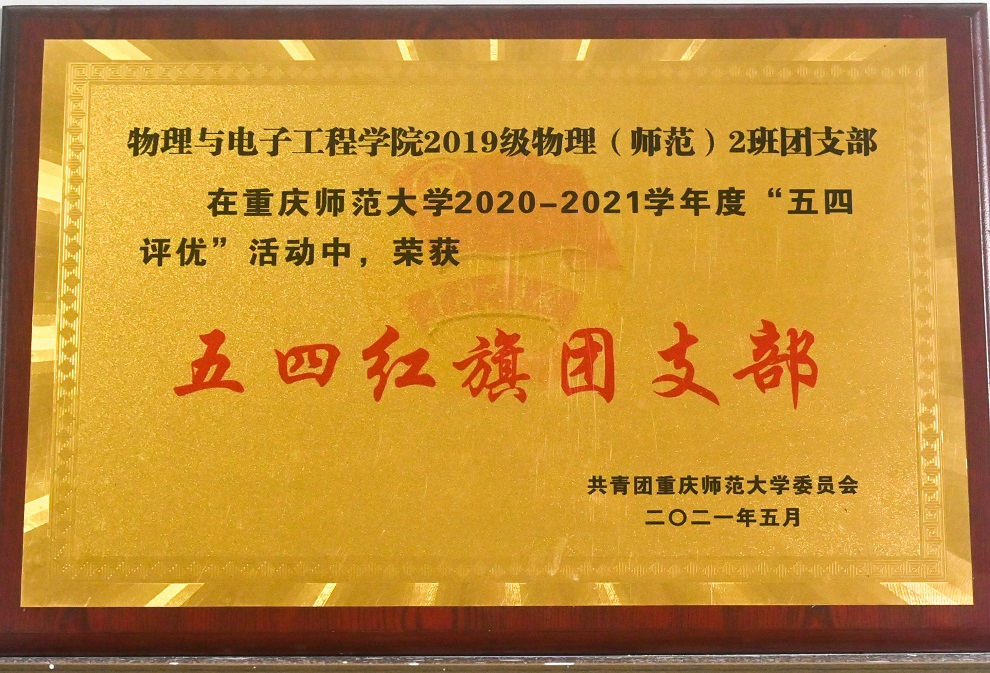 物理与电子工程学院2019级物理（师范）2班团支部
在重庆师范大学2020-2021学年度“五四
评优”活动中，荣获
五四红旗团支部
共青团重庆师范大学委员会
二〇二一年五月